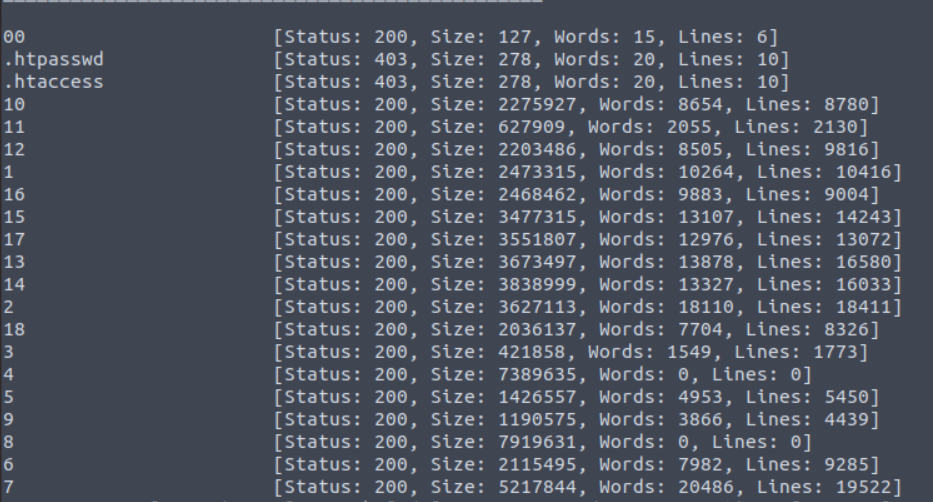 00 [Status: 200, Size: 127, Words: 15, Lines: 6]
.htpasswd [Status: 403, Size: 278, Words: 20, Lines: 10]
.htaccess [Status: 403, Size: 278, Words: 20, Lines: 10]
10 [Status: 200, Size: 2275927, Words: 8654, Lines: 8780]
11 [Status: 200, Size: 627909, Words: 2055, Lines: 2130]
12 [Status: 200, Size: 2203486, Words: 8505, Lines: 9816]
1 [Status: 200, Size: 2473315, Words: 10264, Lines: 10416]
16 [Status: 200, Size: 2468462, Words: 9883, Lines: 9004]
15 [Status: 200, Size: 3477315, Words: 13107, Lines: 14243]
17 [Status: 200, Size: 3551807, Words: 12976, Lines: 13072]
13 [Status: 200, Size: 3673497, Words: 13878, Lines: 16580]
14 [Status: 200, Size: 3838999, Words: 13327, Lines: 16033]
2 [Status: 200, Size: 3627113, Words: 18110, Lines: 18411]
18 [Status: 200, Size: 2036137, Words: 7704, Lines: 8326]
3 [Status: 200, Size: 421858, Words: 1549, Lines: 1773]
4 [Status: 200, Size: 7389635, Words: 0, Lines: 0]
5 [Status: 200, Size: 1426557, Words: 4953, Lines: 5450]
9 [Status: 200, Size: 1190575, Words: 3866, Lines: 4439]
8 [Status: 200, Size: 7919631, Words: 0, Lines: 0]
6 [Status: 200, Size: 2115495, Words: 7982, Lines: 9285]
7 [Status: 200, Size: 5217844, Words: 20486, Lines: 19522]